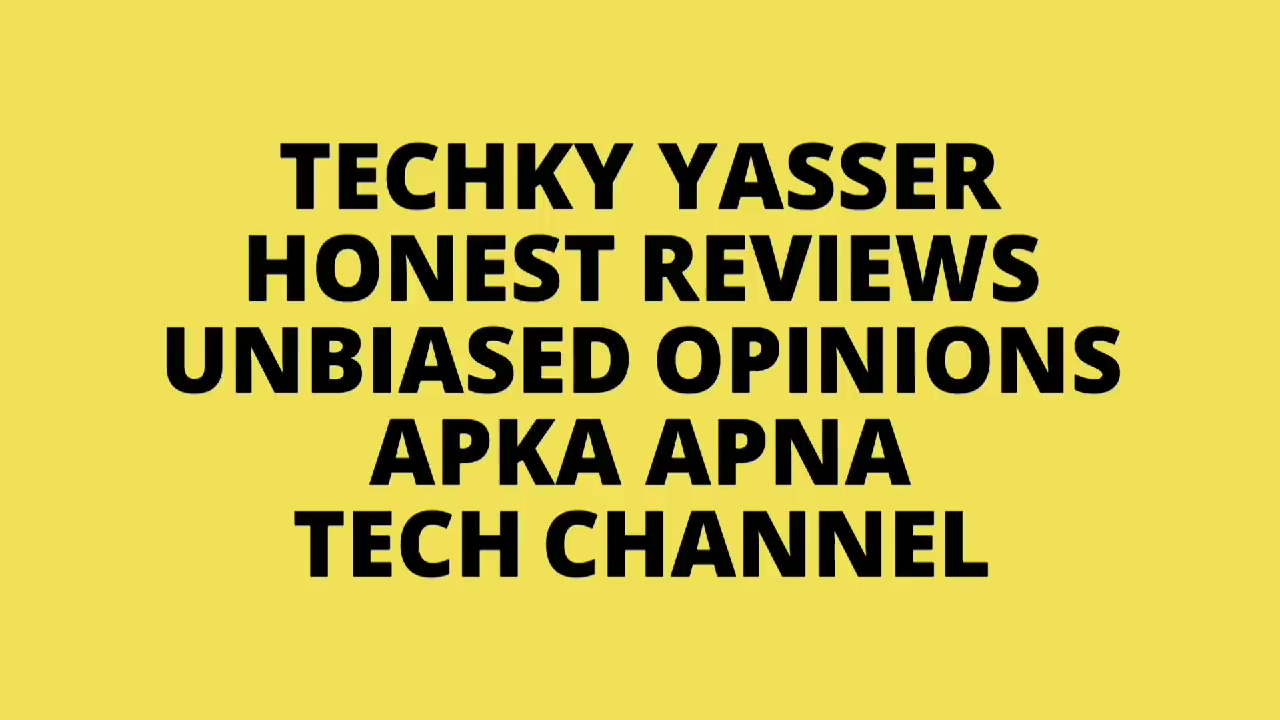 TECHKY YASSER
HONEST REVIEWS
UNBIASED OPINIONS
APKA APNA
TECH CHANNEL